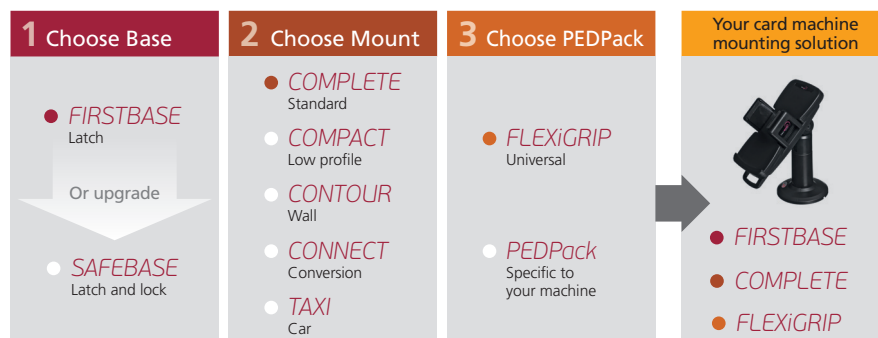 1 Choose Base
FIRSTBASE
Latch
Or upgrade
SAFEBASE
Latch and lock
2 Choose Mount
COMPLETE
Standard
COMPACT
Low profile
CONTOUR
Wall
CONNECT
Conversion
TAXI
Car
3 Choose PEDPack
FLEXiGRIP
Universal
PEDPack
Specific to
your machine
Your card machine
mounting solution
FIRSTBASE
COMPLETE
FLEXiGRIP